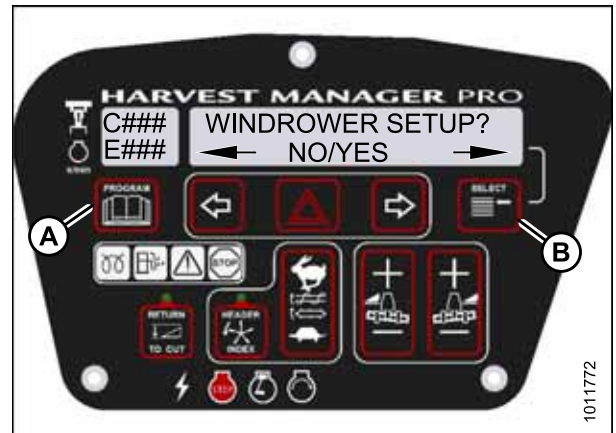 HARVEST MANAGER PRO
C###
E###
WINDROWER SETUP?
NO/YES
PROGRAM
SELECT
A
B
STOP
RETURN
TO CUT
HEADER
INDEX
STOP
1011772